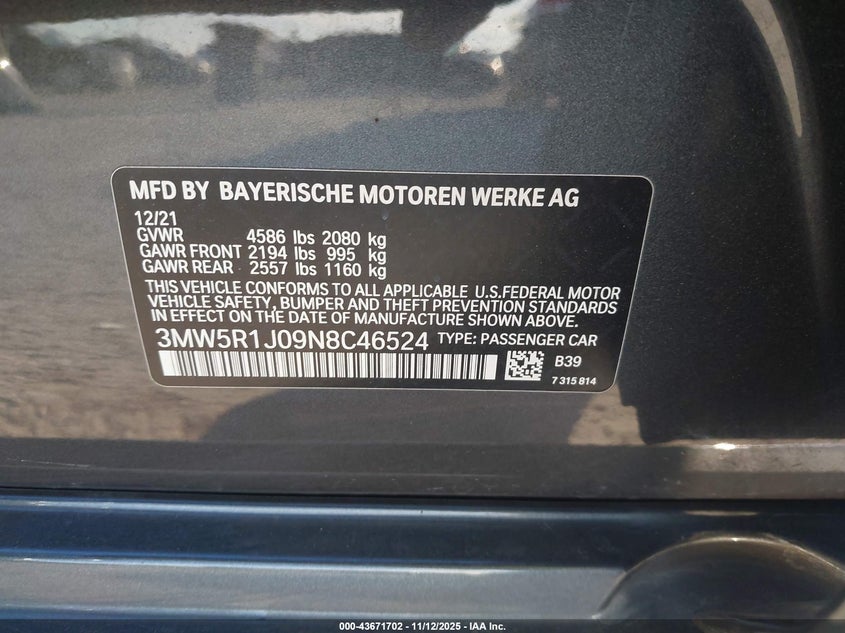 MFD BY BAYERISCHE MOTOREN WERKE AG
12/21
GVWR 4586 lbs 2080 kg
GAWR FRONT 2194 lbs 995 kg
GAWR REAR 2557 lbs 1160 kg
THIS VEHICLE CONFORMS TO ALL APPLICABLE U.S.FEDERAL MOTOR
VEHICLE SAFETY, BUMPER AND THEFT PREVENTION STANDARDS
IN EFFECT ON THE DATE OF MANUFACTURE SHOWN ABOVE.
3MW5R1J09N8C46524 TYPE: PASSENGER CAR
B39
7 315 814
000-43671702 - 11/12/2025 - IAA Inc.